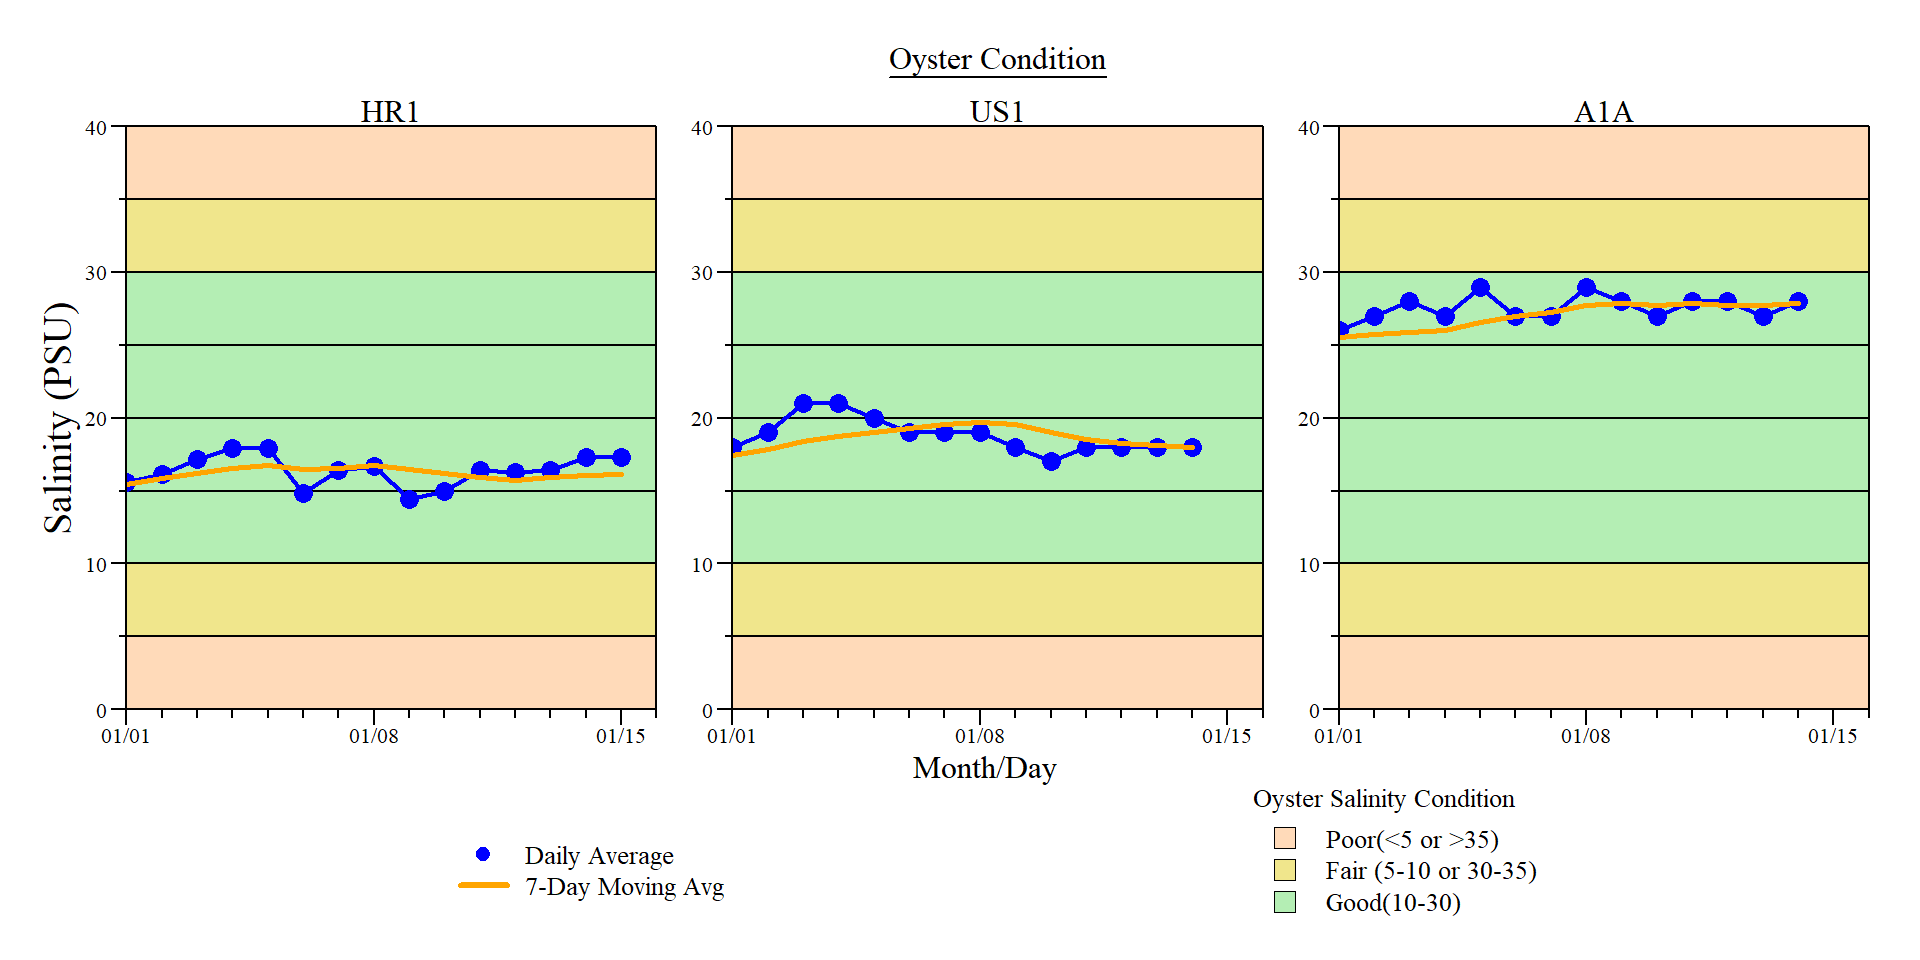 Oyster Condition
HR1
US1
A1A
Salinity (PSU)
40
30
20
10
0
01/01
01/08
01/15
40
30
20
10
0
01/01
01/08
01/15
40
30
20
10
0
01/01
01/08
01/15
Month/Day
Daily Average
7-Day Moving Avg
Oyster Salinity Condition
Poor(<5 or >35)
Fair (5-10 or 30-35)
Good(10-30)